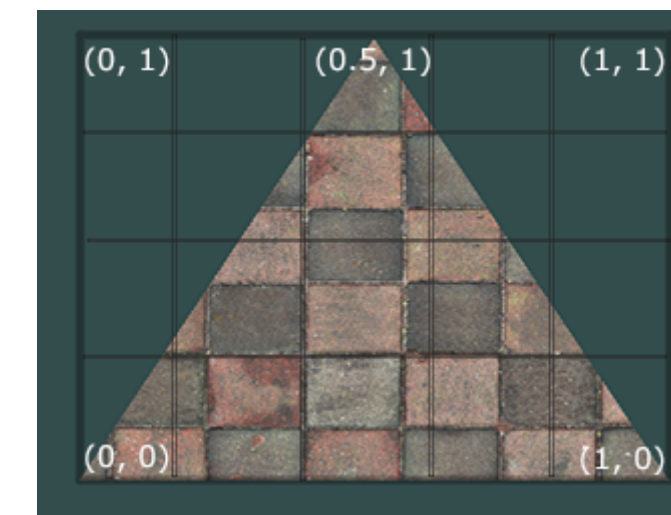 (0, 1) (0.5, 1) (1, 1)
(0, 0) (1, 0)